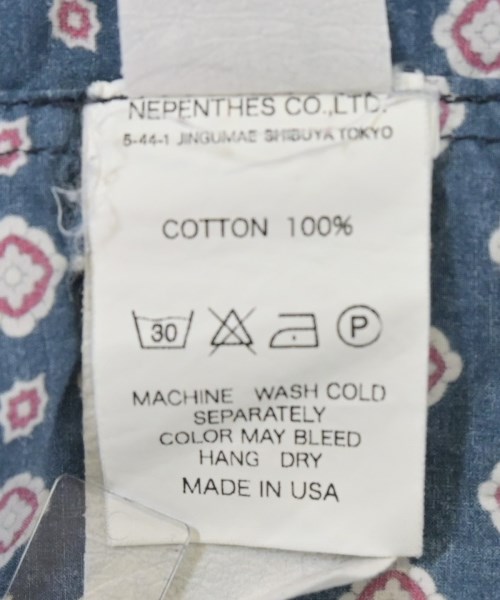 NEPENTHES CO.,LTD.
5-44-1 JINGUMAE SHIBUYA TOKYO
COTTON 100%
30 P
MACHINE WASH COLD
SEPARATELY
COLOR MAY BLEED
HANG DRY
MADE IN USA